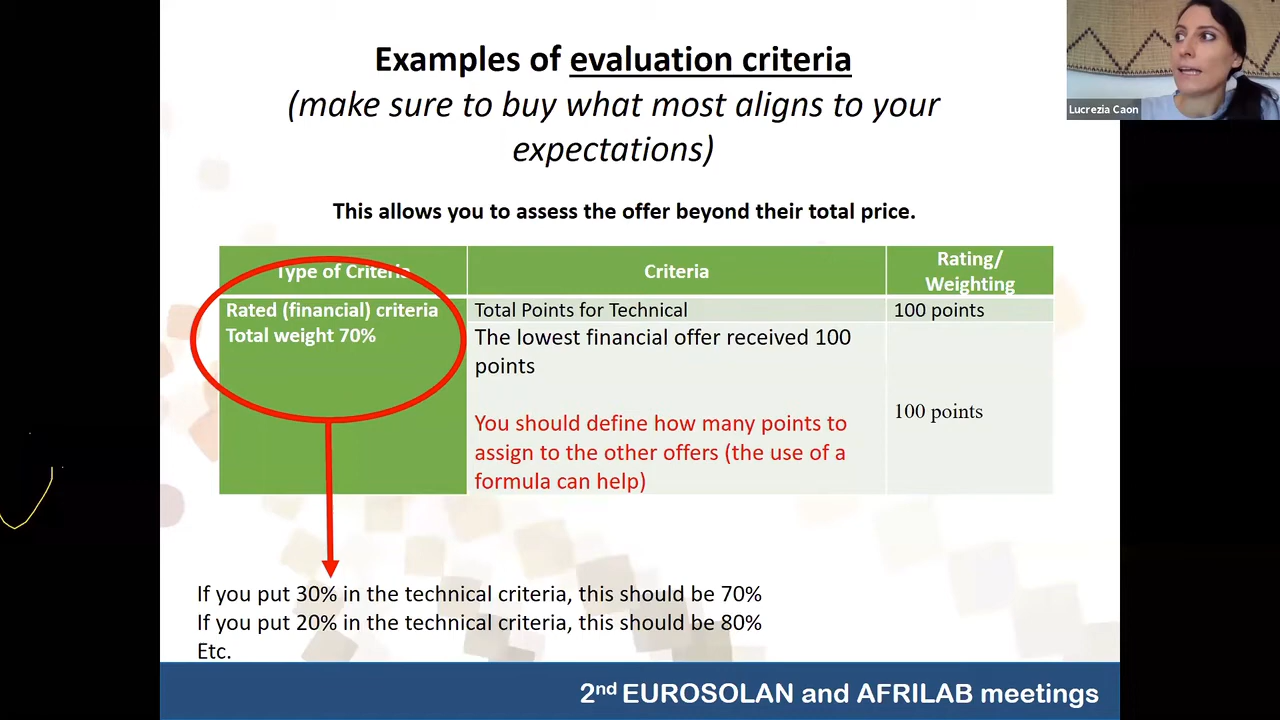 Examples of evaluation criteria
(make sure to buy what most aligns to your
expectations)
Lucrezia Caon
This allows you to assess the offer beyond their total price.
Type of Criteria
Criteria
Rating/
Weighting
Rated (financial) criteria
Total weight 70%
Total Points for Technical
100 points
The lowest financial offer received 100
points
You should define how many points to
assign to the other offers (the use of a
formula can help)
100 points
If you put 30% in the technical criteria, this should be 70%
If you put 20% in the technical criteria, this should be 80%
Etc.
2nd EUROSOLAN and AFRILAB meetings